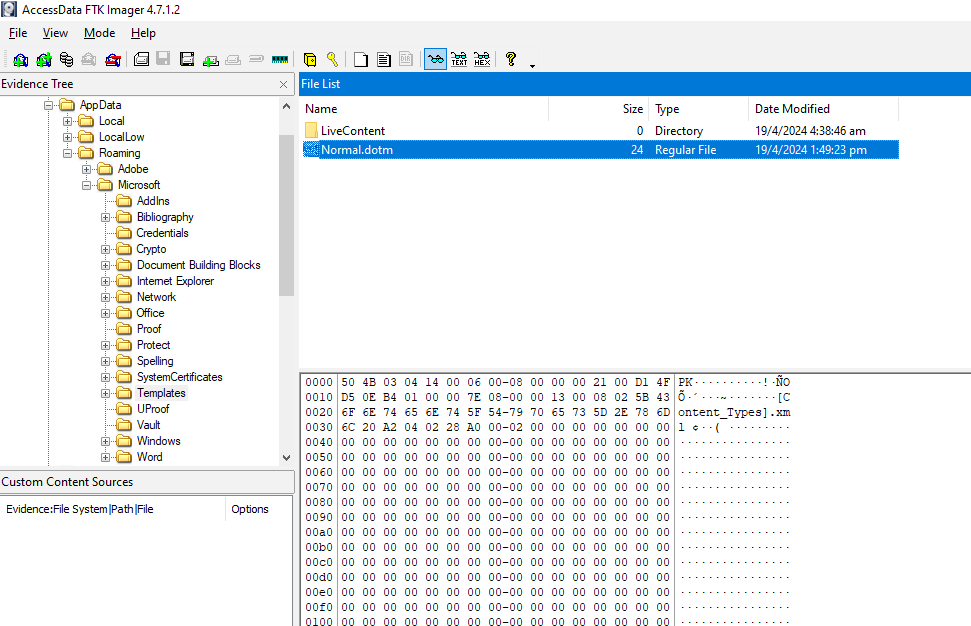 AccessData FTK Imager 4.7.1.2
File View Mode Help
Evidence Tree
AppData
Local
LocalLow
Roaming
Adobe
Microsoft
AddIns
Bibliography
Credentials
Crypto
Document Building Blocks
Internet Explorer
Network
Office
Proof
Protect
Spelling
SystemCertificates
Templates
UProof
Vault
Windows
Word
Custom Content Sources
Evidence:File System|Path|File Options
File List
Name Size Type Date Modified
LiveContent 0 Directory 19/4/2024 4:38:46 am
Normal.dotm 24 Regular File 19/4/2024 1:49:23 pm
0000 50 4B 03 04 14 00 06 00-08 00 00 00 21 00 D1 4F PK··········!·ÑO
0010 D5 0E B4 01 00 00 7E 08-00 00 13 00 08 02 5B 43 Õ·´···~·······[C
0020 6F 6E 74 65 6E 74 5F 54-79 70 65 73 5D 2E 78 6D ontent_Types].xm
0030 6C 20 A2 04 02 28 A0 00-02 00 00 00 00 00 00 00 l ¢··( ·········
0040 00 00 00 00 00 00 00 00-00 00 00 00 00 00 00 00 ················
0050 00 00 00 00 00 00 00 00-00 00 00 00 00 00 00 00 ················
0060 00 00 00 00 00 00 00 00-00 00 00 00 00 00 00 00 ················
0070 00 00 00 00 00 00 00 00-00 00 00 00 00 00 00 00 ················
0080 00 00 00 00 00 00 00 00-00 00 00 00 00 00 00 00 ················
0090 00 00 00 00 00 00 00 00-00 00 00 00 00 00 00 00 ················
00a0 00 00 00 00 00 00 00 00-00 00 00 00 00 00 00 00 ················
00b0 00 00 00 00 00 00 00 00-00 00 00 00 00 00 00 00 ················
00c0 00 00 00 00 00 00 00 00-00 00 00 00 00 00 00 00 ················
00d0 00 00 00 00 00 00 00 00-00 00 00 00 00 00 00 00 ················
00e0 00 00 00 00 00 00 00 00-00 00 00 00 00 00 00 00 ················
00f0 00 00 00 00 00 00 00 00-00 00 00 00 00 00 00 00 ················
0100 00 00 00 00 00 00 00 00-00 00 00 00 00 00 00 00 ················